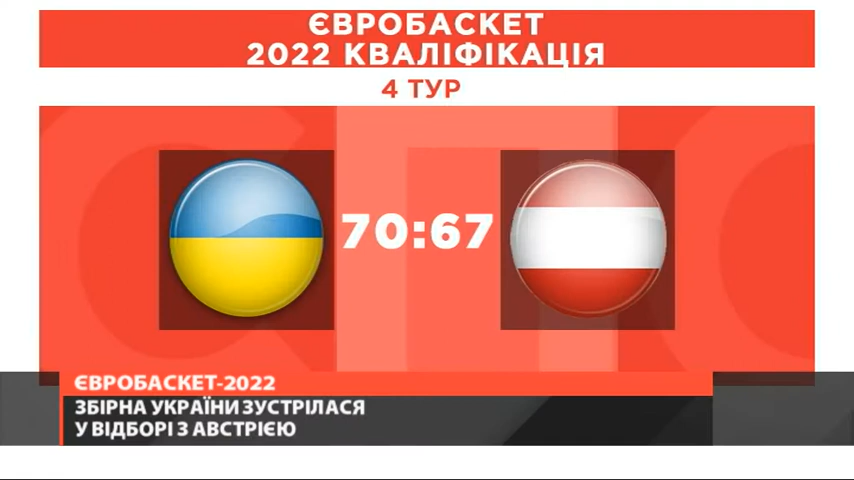 ЄВРОБАСКЕТ
2022 КВАЛІФІКАЦІЯ
4 ТУР
70:67
ЄВРОБАСКЕТ-2022
ЗБІРНА УКРАЇНИ ЗУСТРІЛАСЯ
У ВІДБОРІ З АВСТРІЄЮ